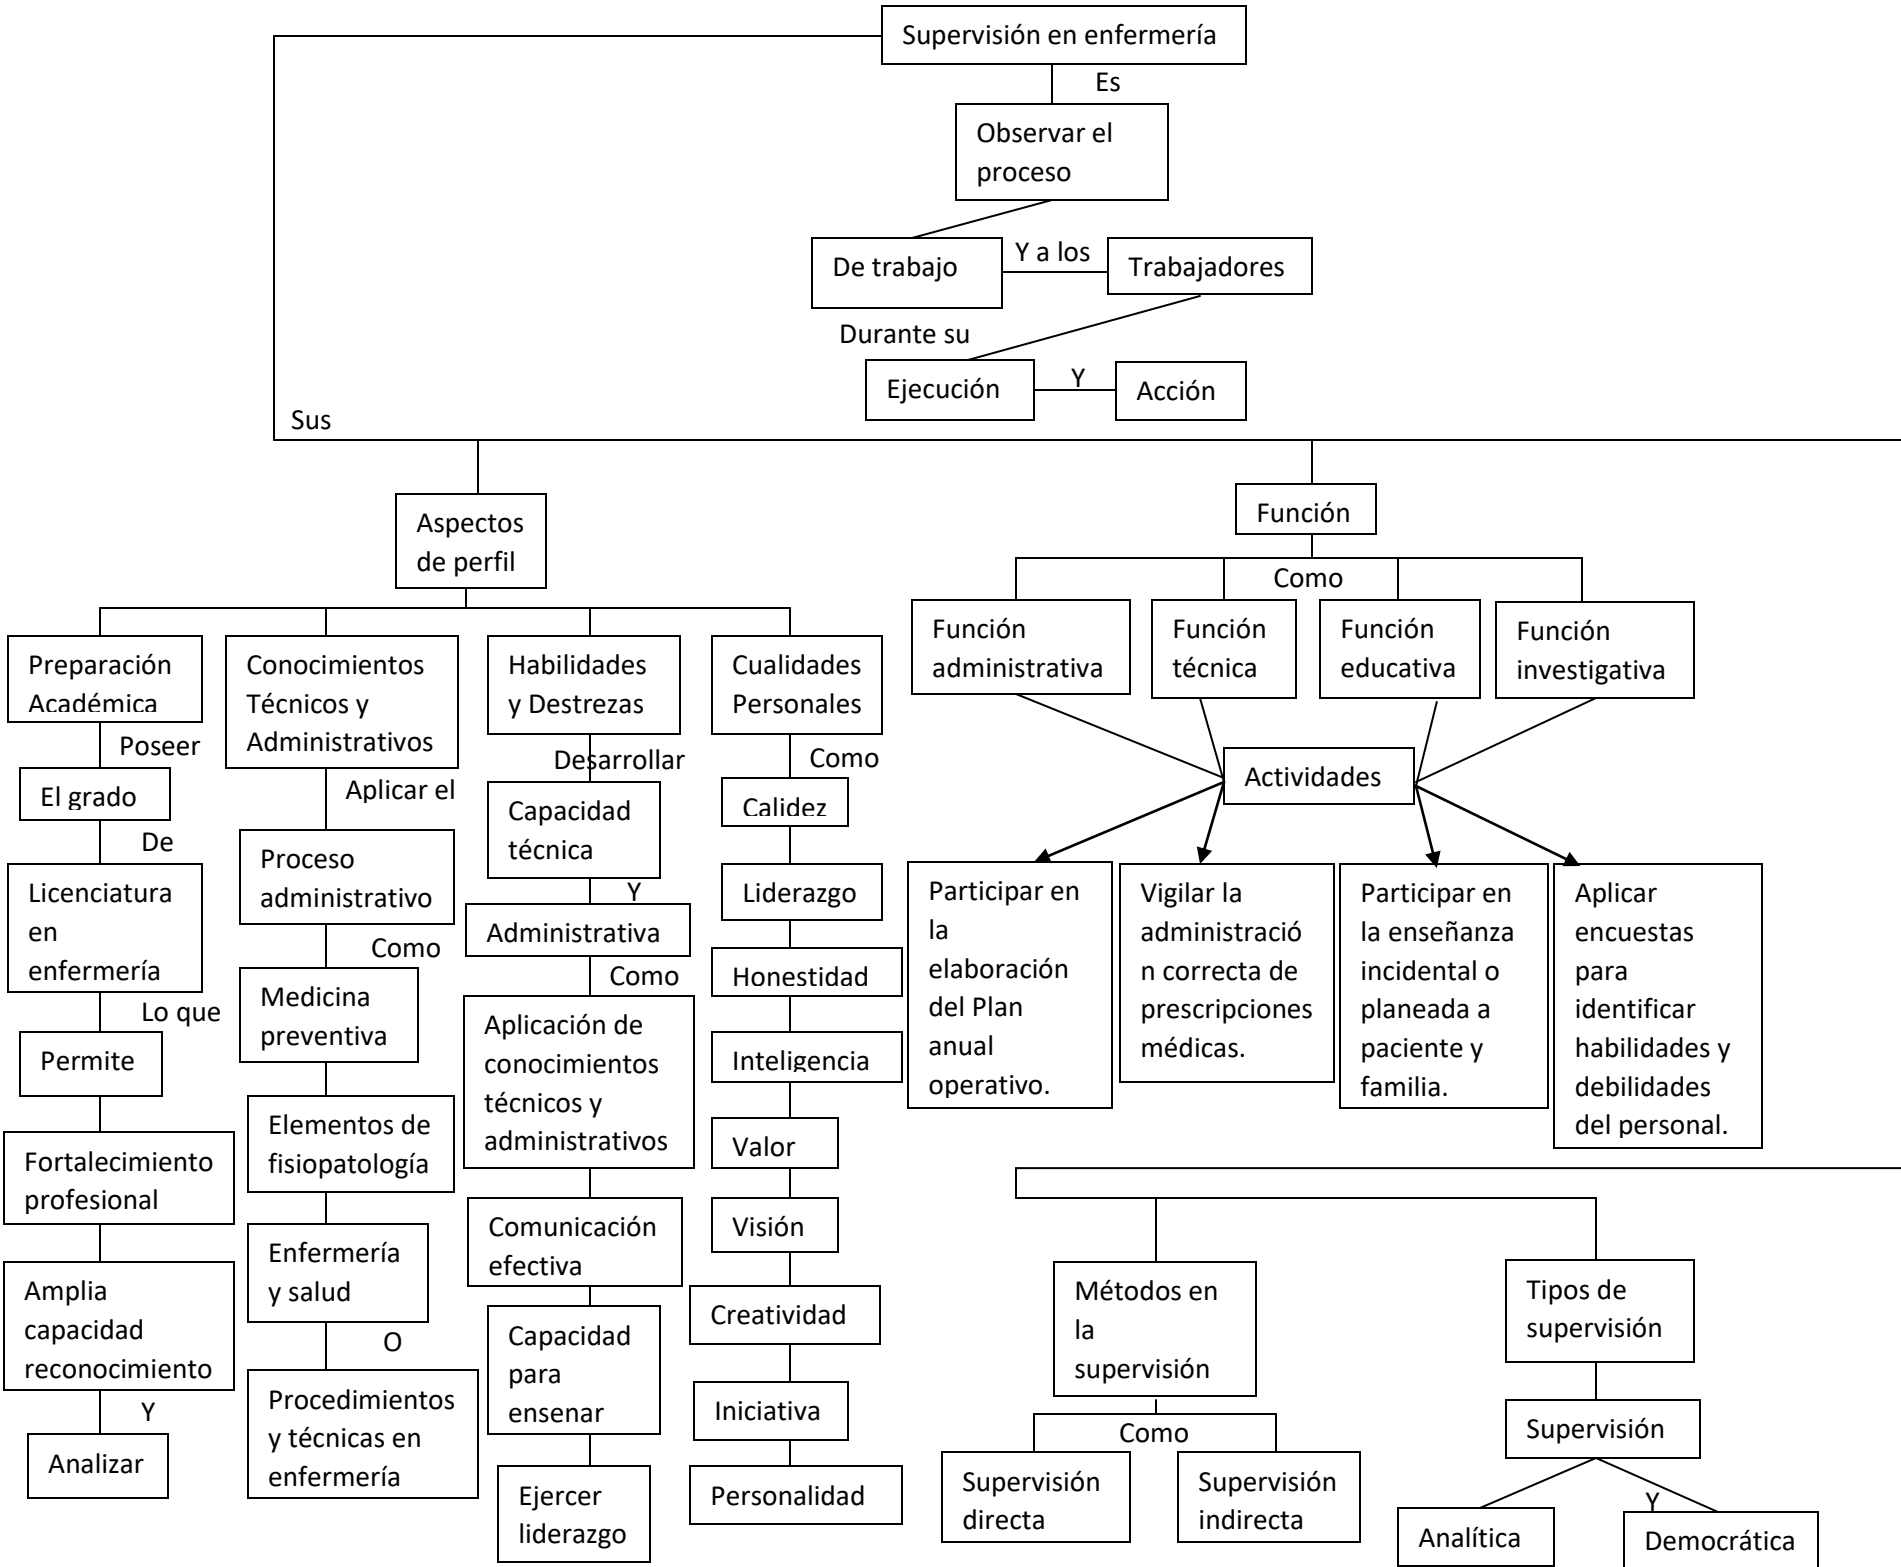 Supervisión en enfermería
Es
Observar el
proceso
De trabajo
Y a los
Trabajadores
Durante su
Ejecución
Y
Acción
Sus
Aspectos
de perfil
Preparación
Académica
Poseer
El grado
De
Licenciatura
en
enfermería
Lo que
Permite
Fortalecimiento
profesional
Amplia
capacidad
reconocimiento
Y
Analizar
Conocimientos
Técnicos y
Administrativos
Aplicar el
Proceso
administrativo
Como
Medicina
preventiva
Elementos de
fisiopatología
Enfermería
y salud
O
Procedimientos
y técnicas en
enfermería
Habilidades
y Destrezas
Desarrollar
Capacidad
técnica
Y
Administrativa
Como
Aplicación de
conocimientos
técnicos y
administrativos
Comunicación
efectiva
Capacidad
para
ensenar
Ejercer
liderazgo
Cualidades
Personales
Como
Calidez
Liderazgo
Honestidad
Inteligencia
Valor
Visión
Creatividad
Iniciativa
Personalidad
Función
Como
Función
administrativa
Función
técnica
Función
educativa
Función
investigativa
Actividades
Participar en
la
elaboración
del Plan
anual
operativo.
Vigilar la
administració
n correcta de
prescripciones
médicas.
Participar en
la enseñanza
incidental o
planeada a
paciente y
familia.
Aplicar
encuestas
para
identificar
habilidades y
debilidades
del personal.
Métodos en
la
supervisión
Como
Supervisión
directa
Supervisión
indirecta
Tipos de
supervisión
Supervisión
Analítica
Y
Democrática